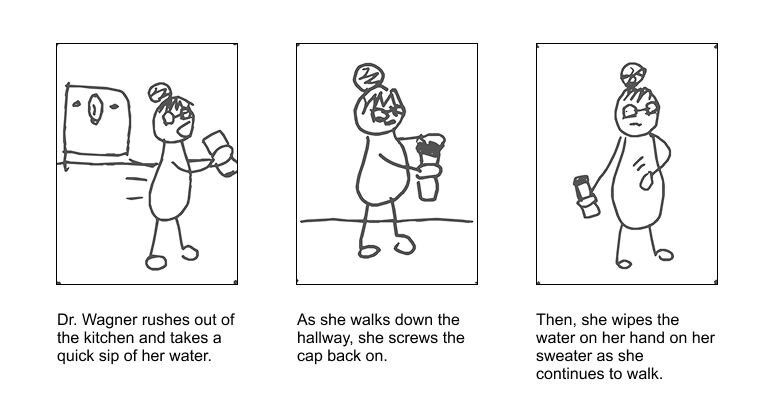 Dr. Wagner rushes out of
the kitchen and takes a
quick sip of her water.
As she walks down the
hallway, she screws the
cap back on.
Then, she wipes the
water on her hand on her
sweater as she
continues to walk.